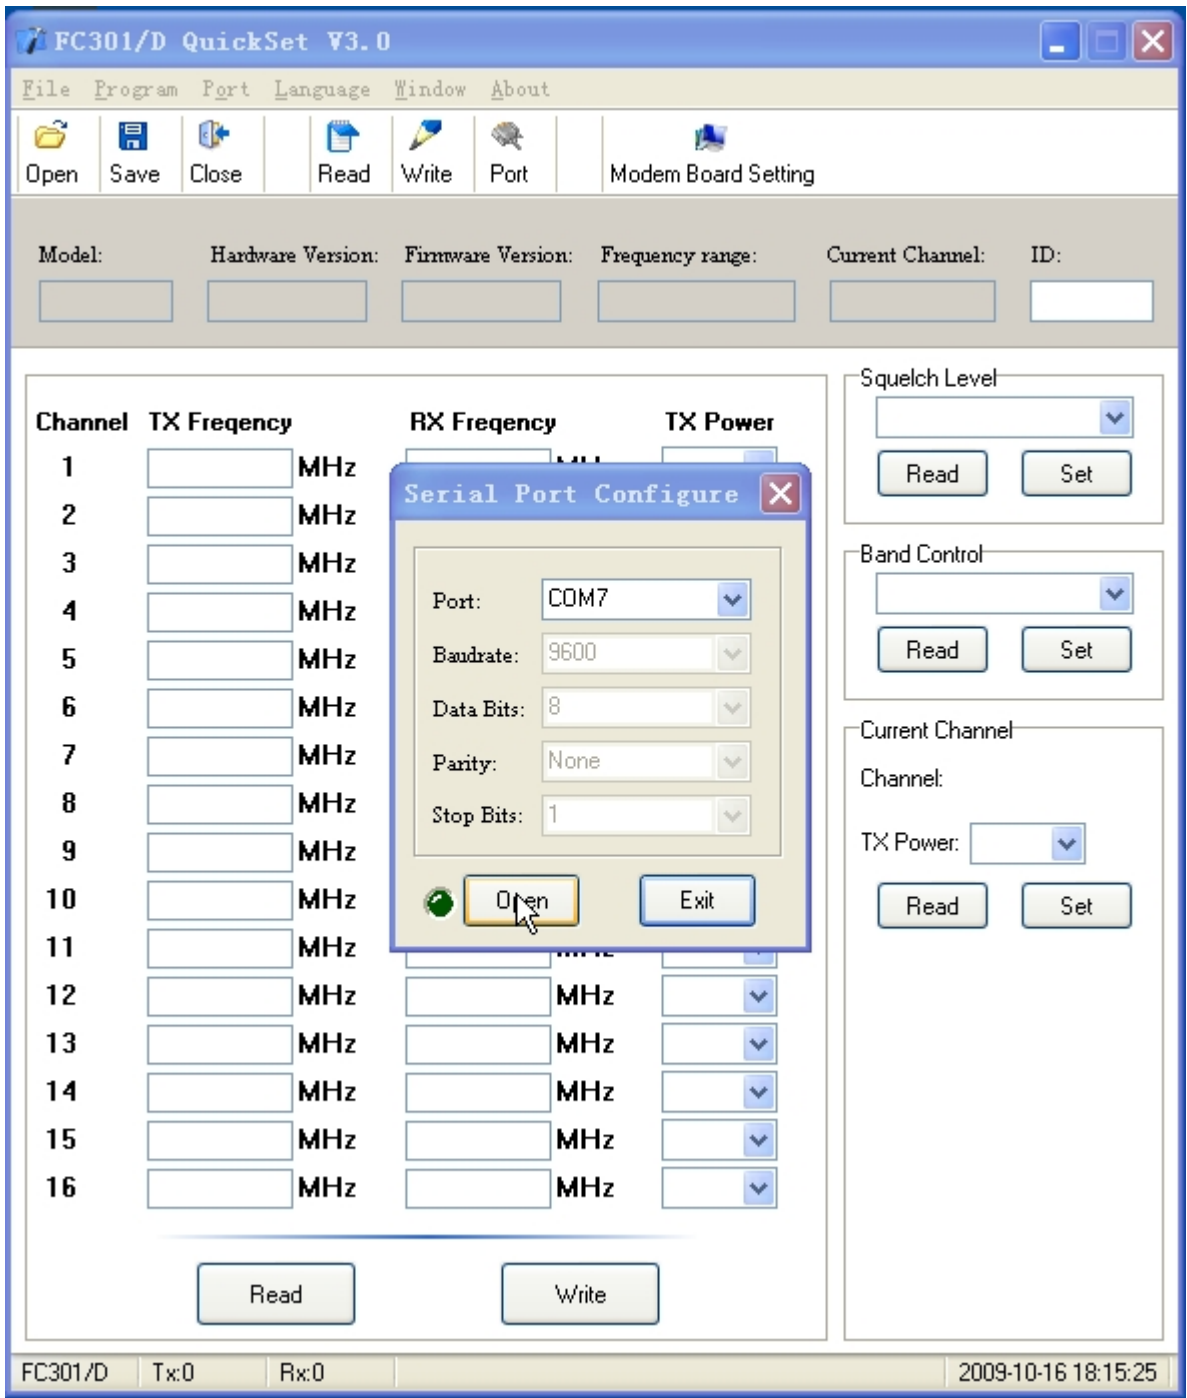 FC301/D QuickSet V3.0
File Program Port Language Window About
Open Save Close Read Write Port Modem Board Setting
Model: Hardware Version: Firmware Version: Frequency range: Current Channel: ID:
Channel TX Freqency RX Freqency TX Power
1 MHz
2 MHz
3 MHz
4 MHz
5 MHz
6 MHz
7 MHz
8 MHz
9 MHz
10 MHz
11 MHz
12 MHz MHz
13 MHz MHz
14 MHz MHz
15 MHz MHz
16 MHz MHz
Read Write
Serial Port Configure
Port: COM7
Baudrate: 9600
Data Bits: 8
Parity: None
Stop Bits: 1
Open Exit
Squelch Level
Read Set
Band Control
Read Set
Current Channel
Channel:
TX Power:
Read Set
FC301/D Tx:0 Rx:0 2009-10-16 18:15:25